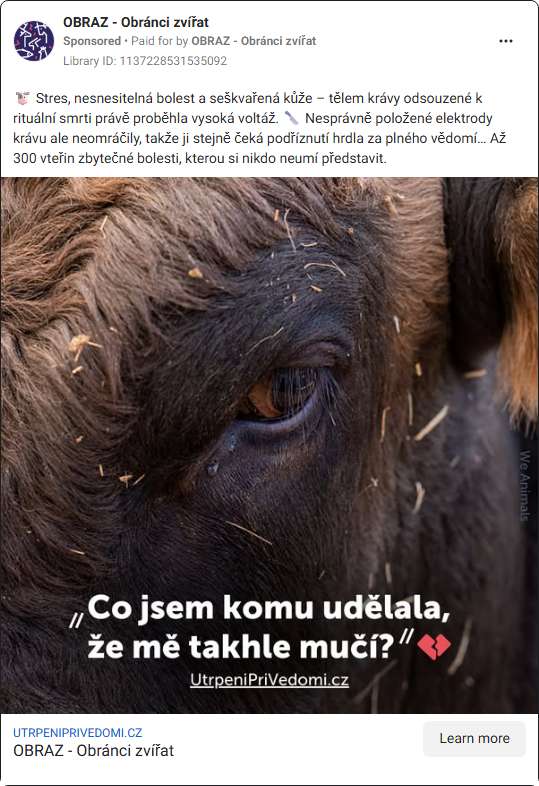 OBRAZ - Obránci zvířat
Sponsored • Paid for by OBRAZ - Obránci zvířat
Library ID: 1137228531535092
🐮 Stres, nesnesitelná bolest a seškvařená kůže – tělem krávy odsouzené k
rituální smrti právě proběhla vysoká voltáž. 🔪 Nesprávně položené elektrody
krávu ale neomráčily, takže ji stejně čeká podříznutí hrdla za plného vědomí... Až
300 vteřin zbytečné bolesti, kterou si nikdo neumí představit.
We Animals
„Co jsem komu udělala,
že mě takhle mučí?“ 💔
UtrpeniPriVedomi.cz
UTRPENIPRIVEDOMI.CZ
OBRAZ - Obránci zvířat
Learn more